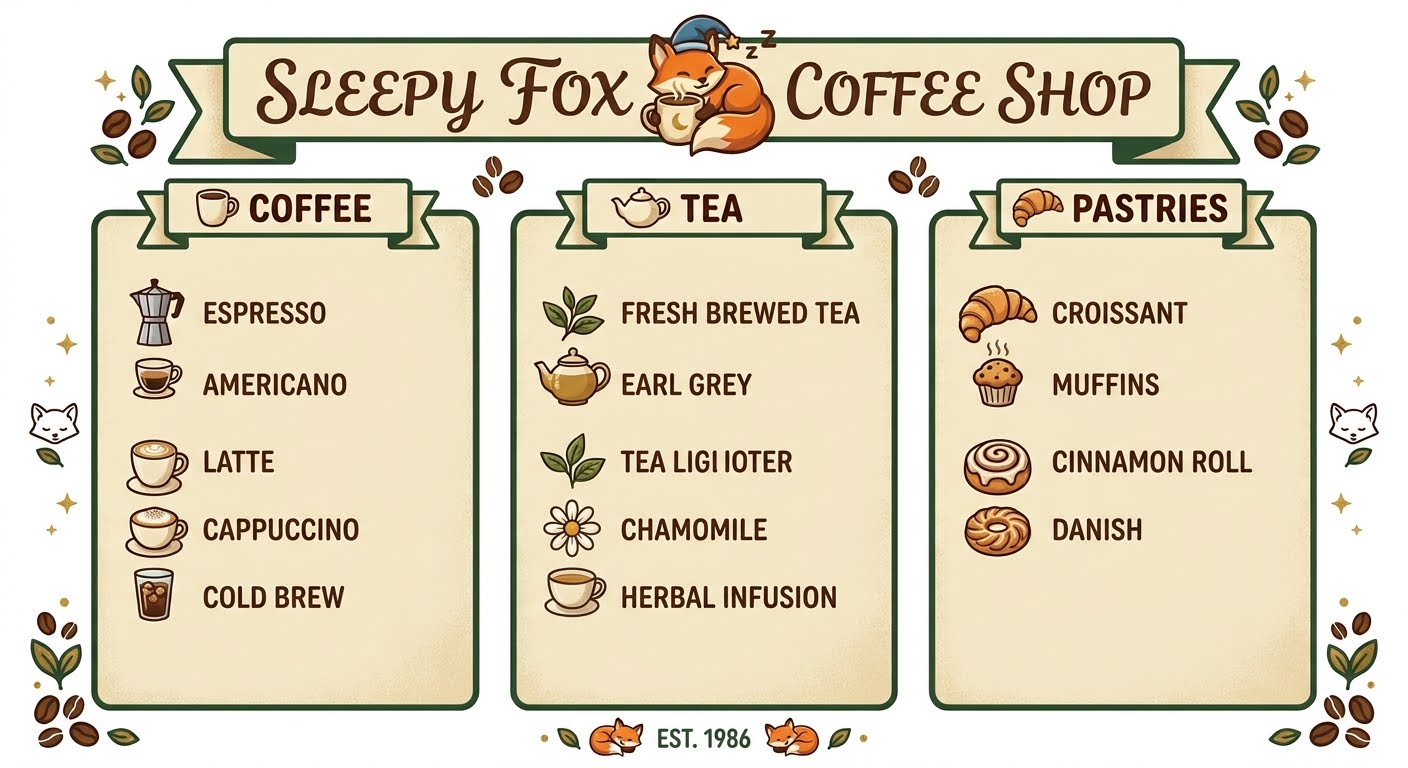 SLEEPY FOX COFFEE SHOP
z z
COFFEE
ESPRESSO
AMERICANO
LATTE
CAPPUCCINO
COLD BREW
TEA
FRESH BREWED TEA
EARL GREY
TEA LIGI IOTER
CHAMOMILE
HERBAL INFUSION
PASTRIES
CROISSANT
MUFFINS
CINNAMON ROLL
DANISH
EST. 1986